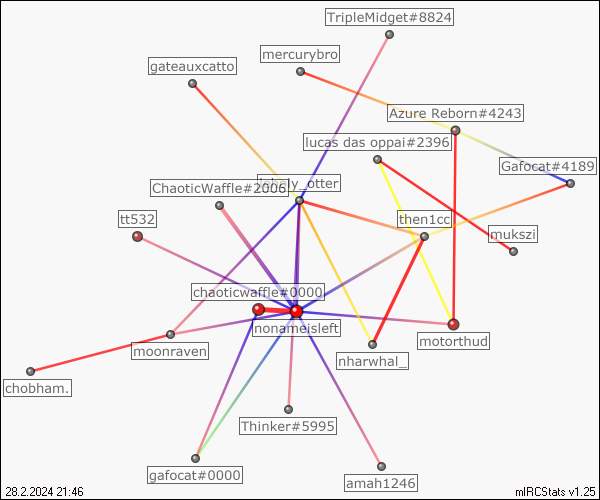 TripleMidget#8824
mercurybro
gateauxcatto
Azure Reborn#4243
lucas das oppai#2396
Gafocat#4189
ChaoticWaffle#2006
tt532
then1cc
mukszi
chaoticwaffle#0000
nonameisleft
motorthud
moonraven
nharwhal_
chobham.
Thinker#5995
gafocat#0000
amah1246
28.2.2024 21:46
mIRCStats v1.25